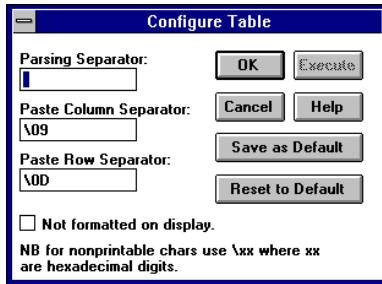 Configure Table
Parsing Separator:
OK
Execute
Paste Column Separator:
Cancel
Help
\09
Paste Row Separator:
Save as Default
\0D
Reset to Default
Not formatted on display.
NB for nonprintable chars use \xx where xx
are hexadecimal digits.